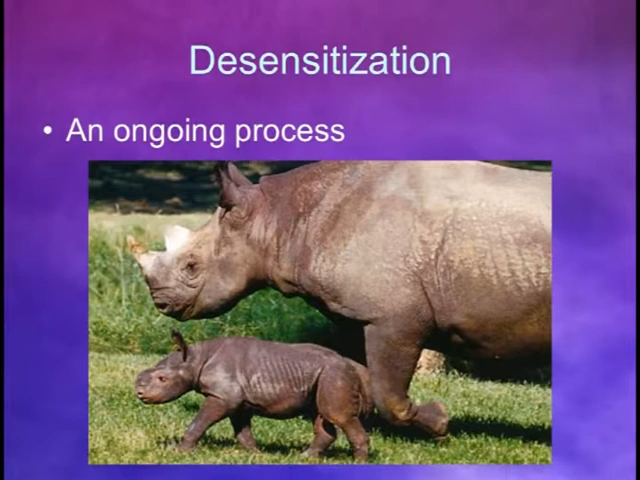 Desensitization
• An ongoing process